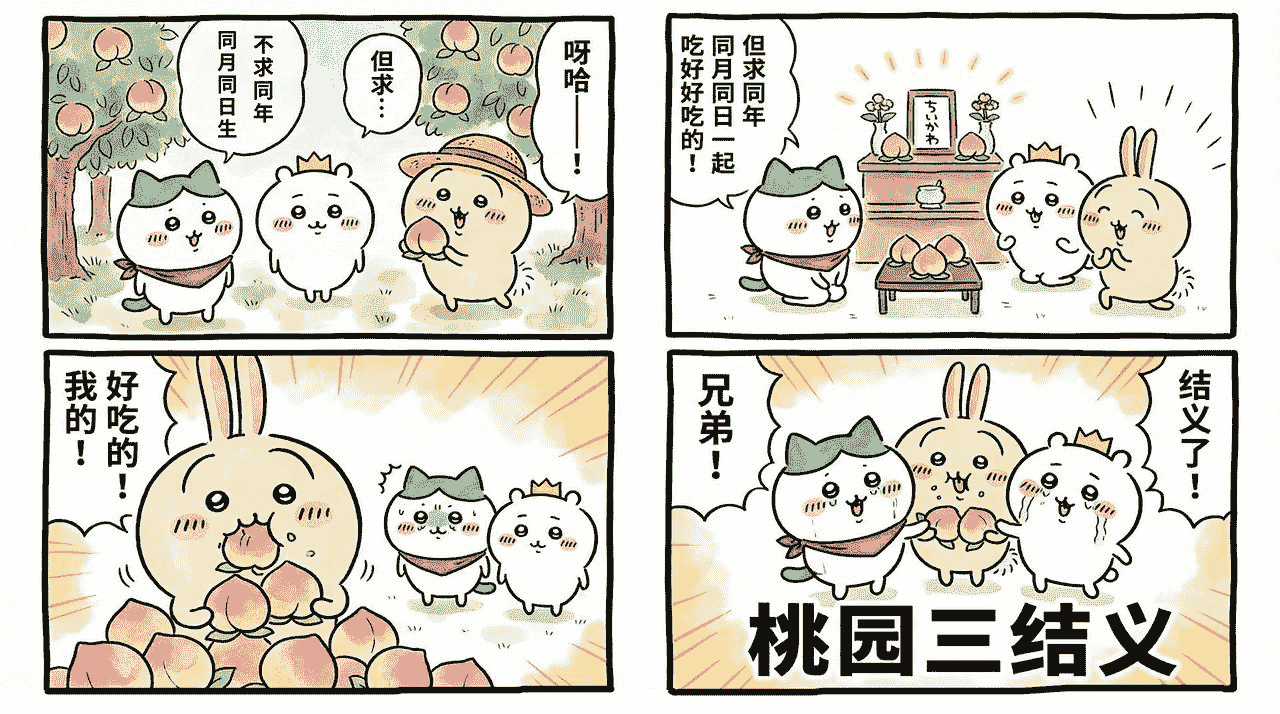 不求同年
同月同日生
但求…
呀哈——！
但求同年
同月同日一起
吃好好吃的！
ちいかわ
好吃的！
我的！
兄弟！
结义了！
桃园三结义